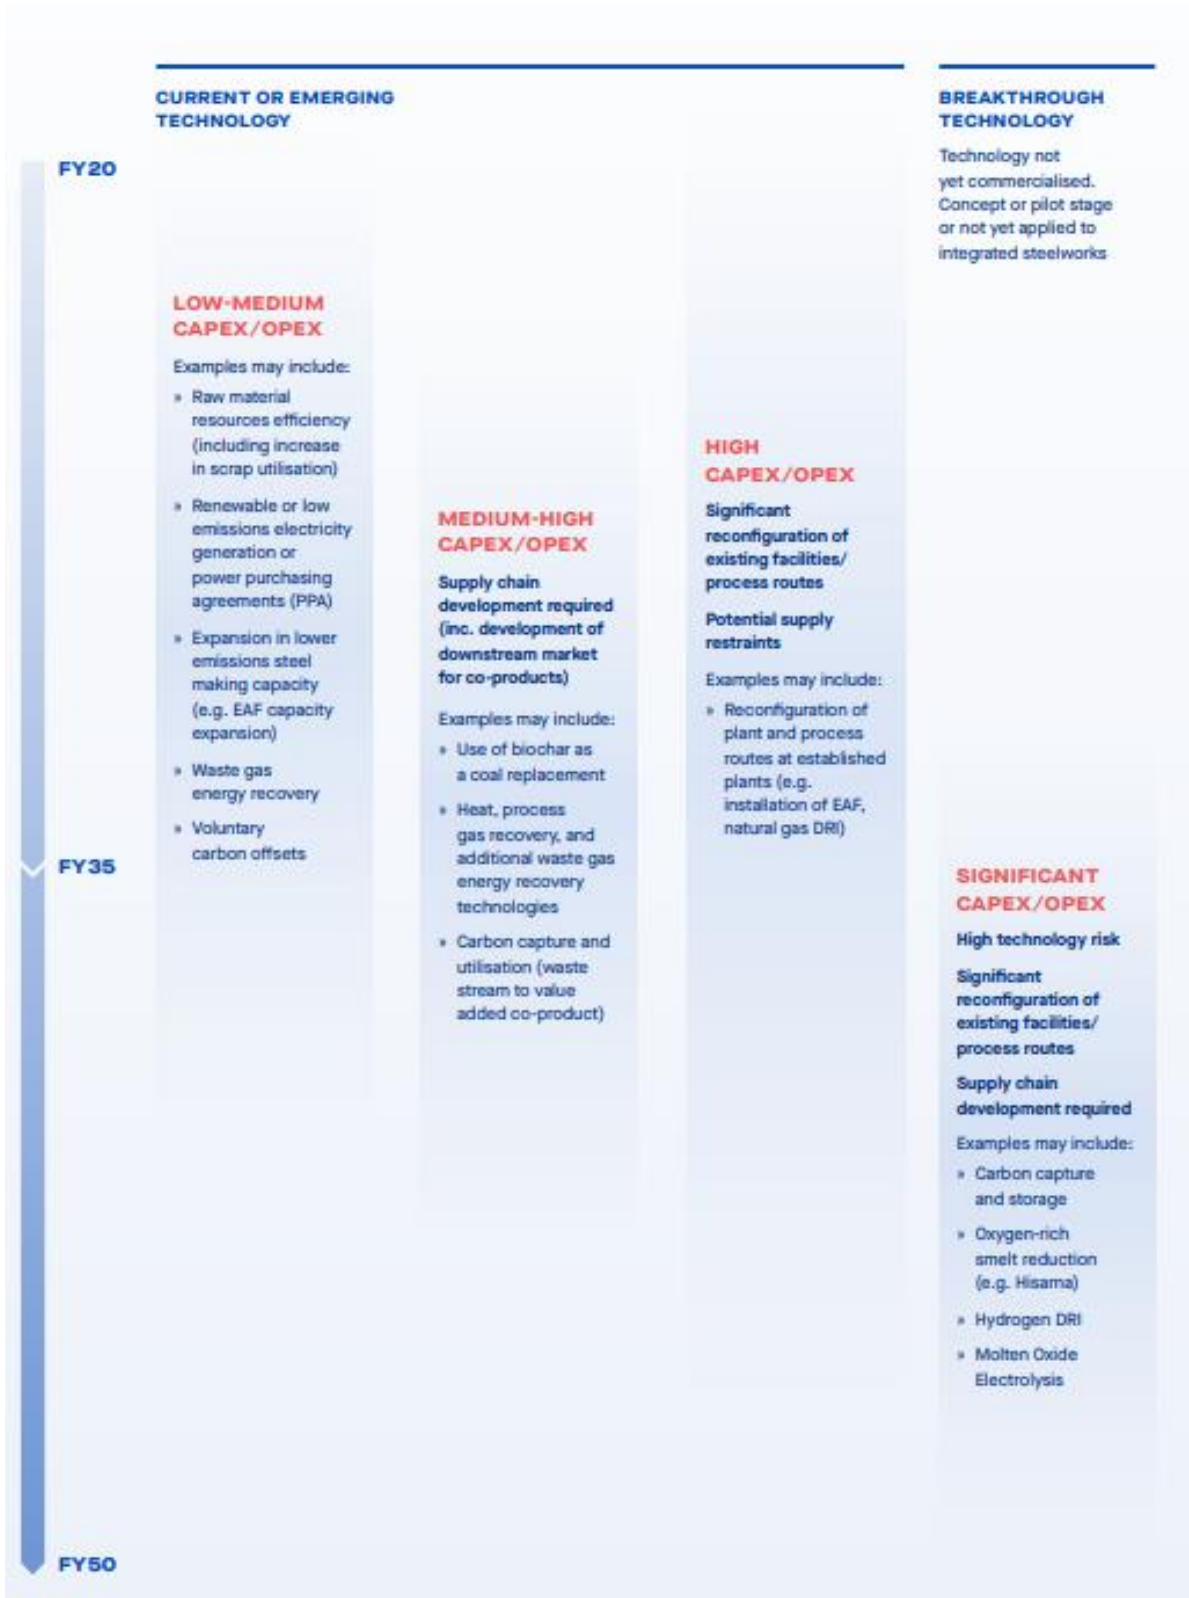 CURRENT OR EMERGING
TECHNOLOGY
BREAKTHROUGH
TECHNOLOGY
Technology not
yet commercialised.
Concept or pilot stage
or not yet applied to
integrated steelworks
FY20
LOW-MEDIUM
CAPEX/OPEX
Examples may include:
» Raw material
resources efficiency
(including increase
in scrap utilisation)
» Renewable or low
emissions electricity
generation or
power purchasing
agreements (PPA)
» Expansion in lower
emissions steel
making capacity
(e.g. EAF capacity
expansion)
» Waste gas
energy recovery
» Voluntary
carbon offsets
MEDIUM-HIGH
CAPEX/OPEX
Supply chain
development required
(inc. development of
downstream market
for co-products)
Examples may include:
» Use of biochar as
a coal replacement
» Heat, process
gas recovery, and
additional waste gas
energy recovery
technologies
» Carbon capture and
utilisation (waste
stream to value
added co-product)
HIGH
CAPEX/OPEX
Significant
reconfiguration of
existing facilities/
process routes
Potential supply
restraints
Examples may include:
» Reconfiguration of
plant and process
routes at established
plants (e.g.
installation of EAF,
natural gas DRI)
FY35
SIGNIFICANT
CAPEX/OPEX
High technology risk
Significant
reconfiguration of
existing facilities/
process routes
Supply chain
development required
Examples may include:
» Carbon capture
and storage
» Oxygen-rich
smelt reduction
(e.g. Hisarna)
» Hydrogen DRI
» Molten Oxide
Electrolysis
FY50